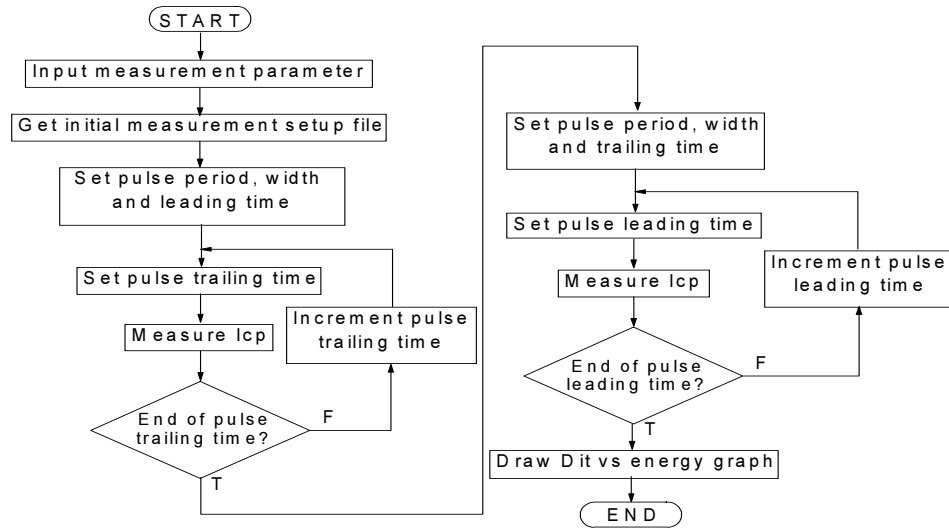 START
Input measurement parameter
Get initial measurement setup file
Set pulse period, width
and leading time
Set pulse trailing time
Measure Icp
Increment pulse
trailing time
End of pulse
trailing time?
F
T
Set pulse period, width
and trailing time
Set pulse leading time
Measure Icp
Increment pulse
leading time
End of pulse
leading time?
F
T
Draw Dit vs energy graph
END